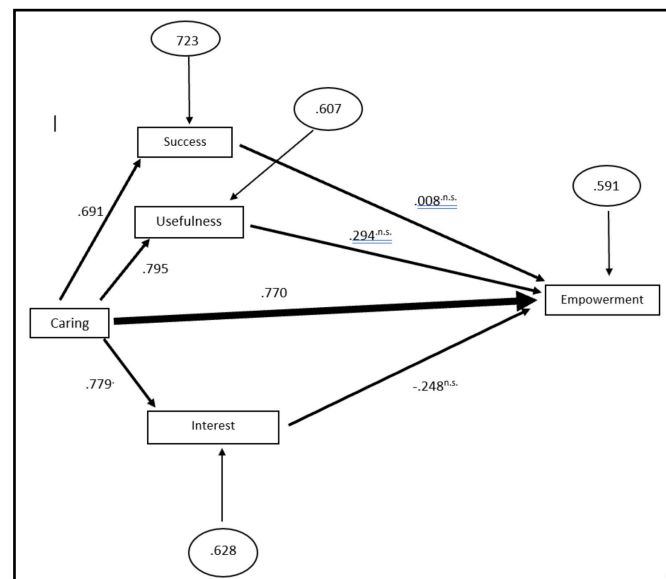 723
.607
Success
.591
.008n.s.
.691
Usefulness
.294n.s.
.795
.770
Empowerment
Caring
.779.
-.248n.s.
Interest
.628